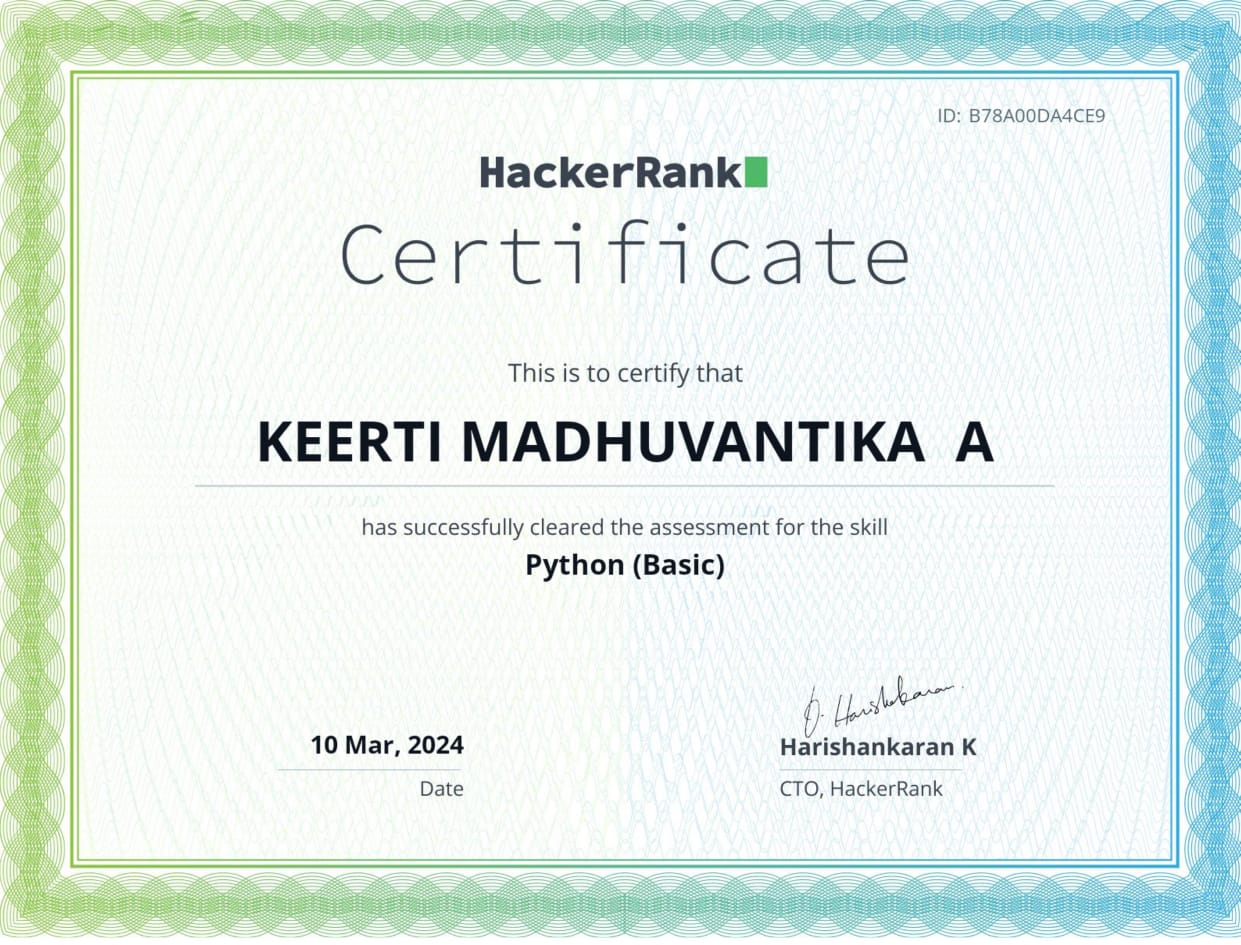 ID: B78A00DA4CE9
HackerRank
Certificate
This is to certify that
KEERTI MADHUVANTIKA A
has successfully cleared the assessment for the skill
Python (Basic)
10 Mar, 2024
Date
Harishankaran K
CTO, HackerRank